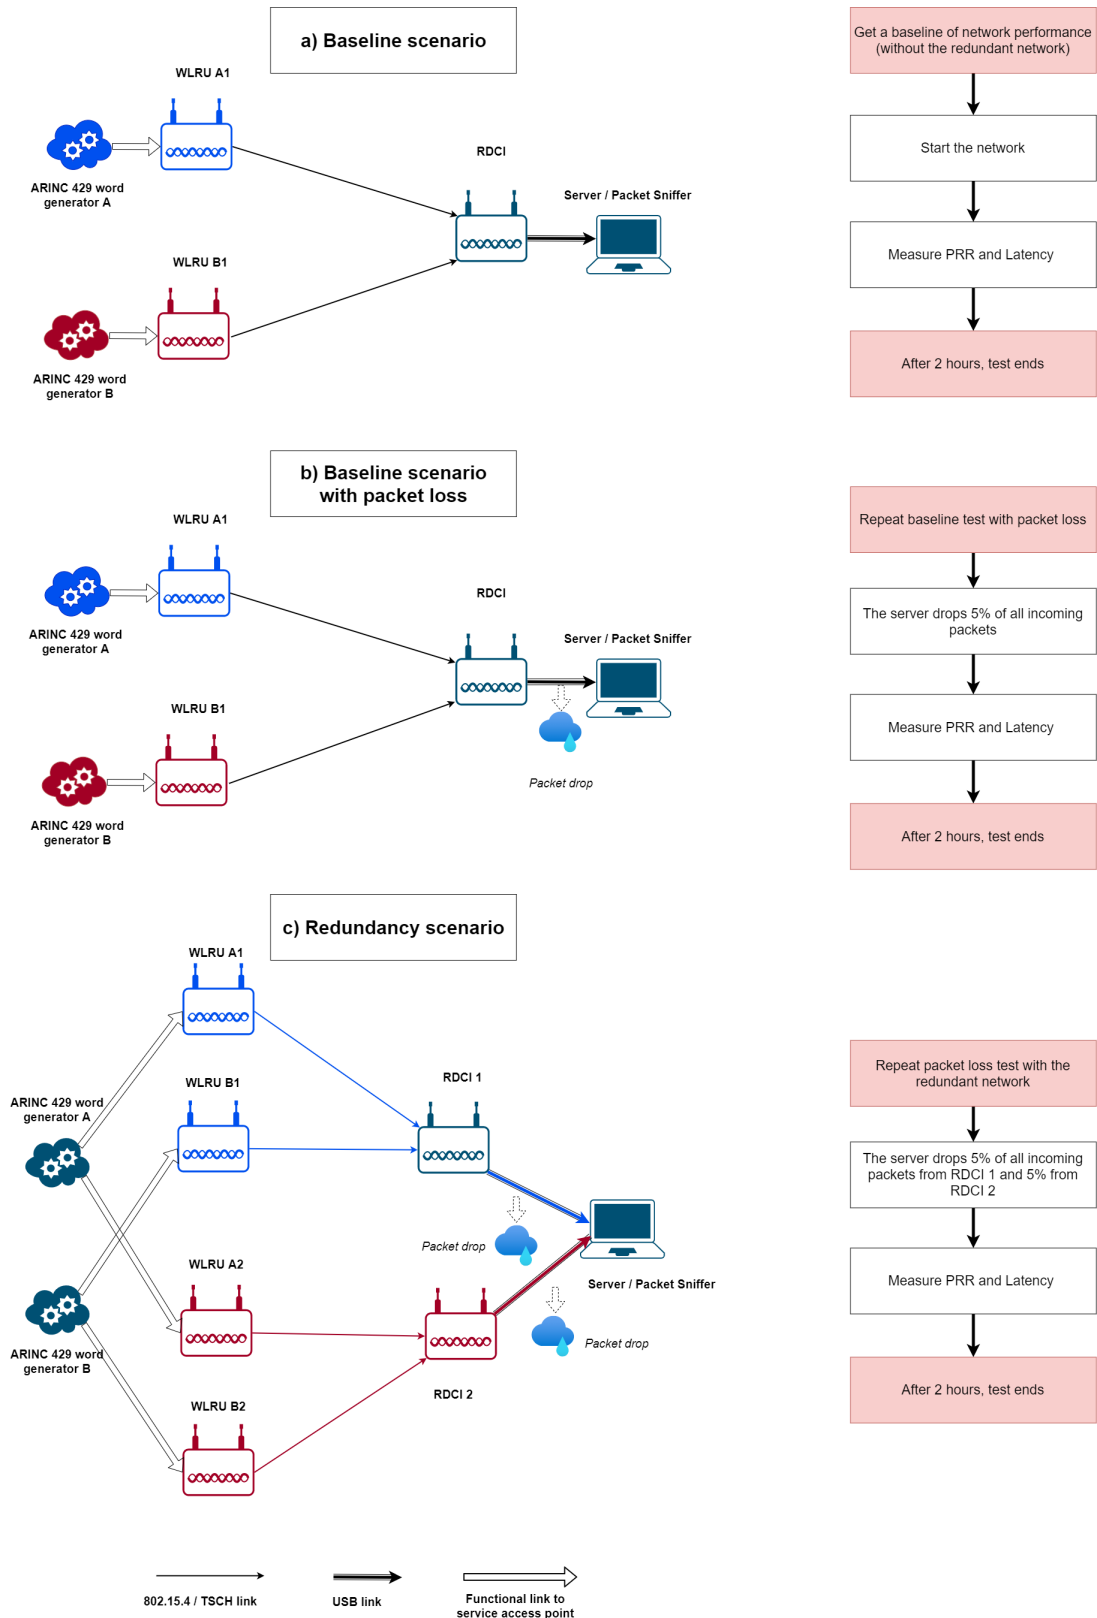 a) Baseline scenario
WLRU A1
ARINC 429 word
generator A
RDCI
Server / Packet Sniffer
WLRU B1
ARINC 429 word
generator B
Get a baseline of network performance
(without the redundant network)
Start the network
Measure PRR and Latency
After 2 hours, test ends
b) Baseline scenario
with packet loss
WLRU A1
ARINC 429 word
generator A
RDCI
Server / Packet Sniffer
WLRU B1
Packet drop
ARINC 429 word
generator B
Repeat baseline test with packet loss
The server drops 5% of all incoming
packets
Measure PRR and Latency
After 2 hours, test ends
c) Redundancy scenario
WLRU A1
WLRU B1
RDCI 1
ARINC 429 word
generator A
Packet drop
WLRU A2
Server / Packet Sniffer
Packet drop
ARINC 429 word
generator B
RDCI 2
WLRU B2
Repeat packet loss test with the
redundant network
The server drops 5% of all incoming
packets from RDCI 1 and 5% from
RDCI 2
Measure PRR and Latency
After 2 hours, test ends
802.15.4 / TSCH link
USB link
Functional link to
service access point